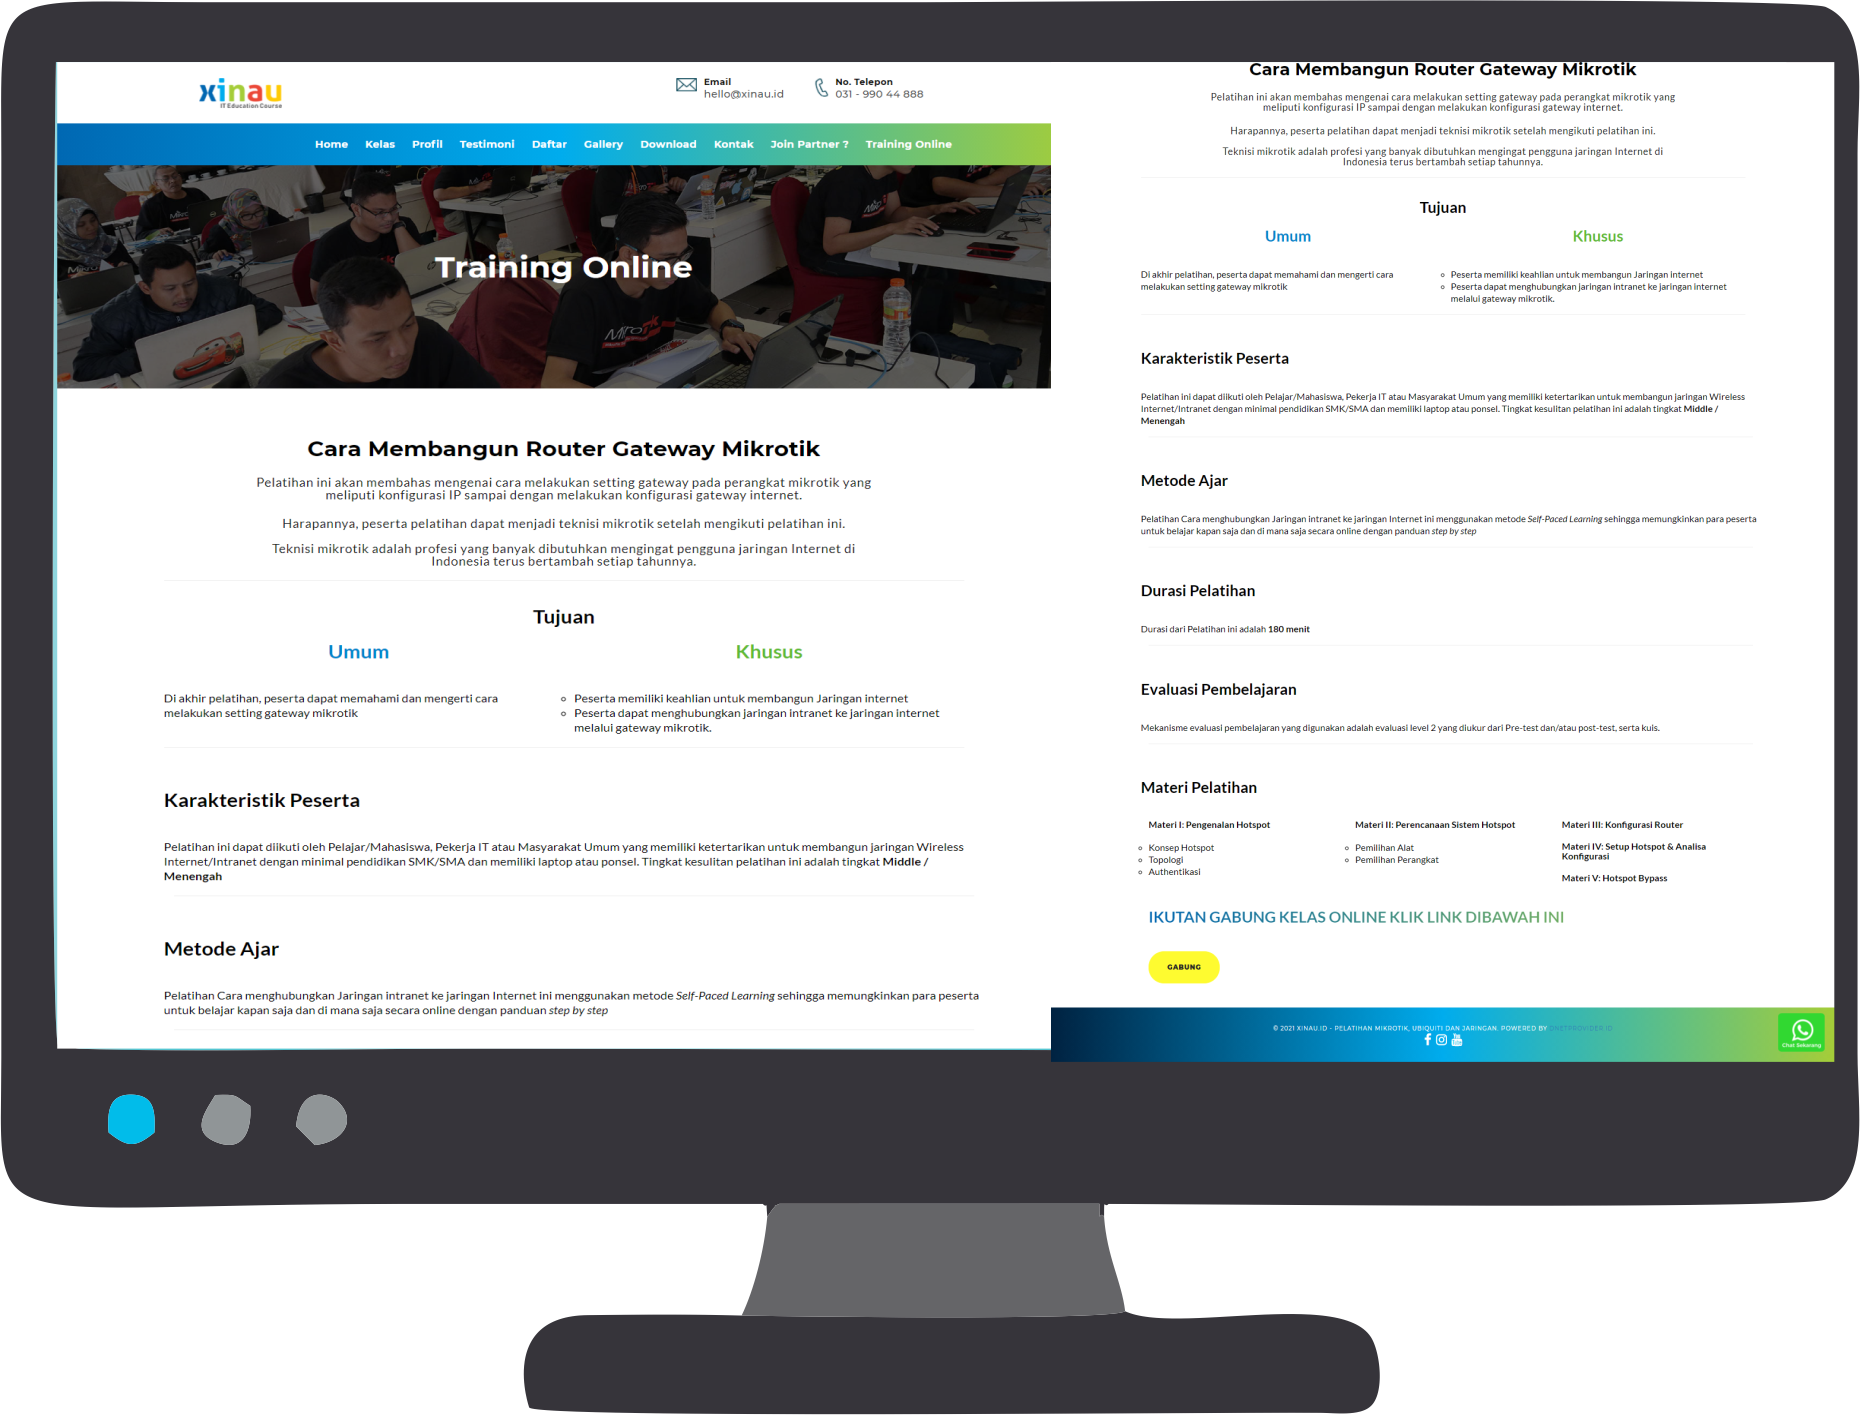 xinau
IT Education Course
Email
hello@xinau.id
No. Telepon
031 - 990 44 888
Home Kelas Profil Testimoni Daftar Gallery Download Kontak Join Partner ? Training Online
Training Online
Cara Membangun Router Gateway Mikrotik
Pelatihan ini akan membahas mengenai cara melakukan setting gateway pada perangkat mikrotik yang
meliputi konfigurasi IP sampai dengan melakukan konfigurasi gateway internet.
Harapannya, peserta pelatihan dapat menjadi teknisi mikrotik setelah mengikuti pelatihan ini.
Teknisi mikrotik adalah profesi yang banyak dibutuhkan mengingat pengguna jaringan Internet di
Indonesia terus bertambah setiap tahunnya.
Tujuan
Umum
Di akhir pelatihan, peserta dapat memahami dan mengerti cara
melakukan setting gateway mikrotik
Khusus
Peserta memiliki keahlian untuk membangun Jaringan internet
Peserta dapat menghubungkan jaringan intranet ke jaringan internet
melalui gateway mikrotik.
Karakteristik Peserta
Pelatihan ini dapat diikuti oleh Pelajar/Mahasiswa, Pekerja IT atau Masyarakat Umum yang memiliki ketertarikan untuk membangun jaringan Wireless
Internet/Intranet dengan minimal pendidikan SMK/SMA dan memiliki laptop atau ponsel. Tingkat kesulitan pelatihan ini adalah tingkat Middle /
Menengah
Metode Ajar
Pelatihan Cara menghubungkan Jaringan intranet ke jaringan Internet ini menggunakan metode Self-Paced Learning sehingga memungkinkan para peserta
untuk belajar kapan saja dan di mana saja secara online dengan panduan step by step
Cara Membangun Router Gateway Mikrotik
Pelatihan ini akan membahas mengenai cara melakukan setting gateway pada perangkat mikrotik yang
meliputi konfigurasi IP sampai dengan melakukan konfigurasi gateway internet.
Harapannya, peserta pelatihan dapat menjadi teknisi mikrotik setelah mengikuti pelatihan ini.
Teknisi mikrotik adalah profesi yang banyak dibutuhkan mengingat pengguna jaringan Internet di
Indonesia terus bertambah setiap tahunnya.
Tujuan
Umum
Di akhir pelatihan, peserta dapat memahami dan mengerti cara
melakukan setting gateway mikrotik
Khusus
Peserta memiliki keahlian untuk membangun Jaringan internet
Peserta dapat menghubungkan jaringan intranet ke jaringan internet
melalui gateway mikrotik.
Karakteristik Peserta
Pelatihan ini dapat diikuti oleh Pelajar/Mahasiswa, Pekerja IT atau Masyarakat Umum yang memiliki ketertarikan untuk membangun jaringan Wireless
Internet/Intranet dengan minimal pendidikan SMK/SMA dan memiliki laptop atau ponsel. Tingkat kesulitan pelatihan ini adalah tingkat Middle /
Menengah
Metode Ajar
Pelatihan Cara menghubungkan Jaringan intranet ke jaringan Internet ini menggunakan metode Self-Paced Learning sehingga memungkinkan para peserta
untuk belajar kapan saja dan di mana saja secara online dengan panduan step by step
Durasi Pelatihan
Durasi dari Pelatihan ini adalah 180 menit
Evaluasi Pembelajaran
Mekanisme evaluasi pembelajaran yang digunakan adalah evaluasi level 2 yang diukur dari Pre-test dan/atau post-test, serta kuis.
Materi Pelatihan
Materi I: Pengenalan Hotspot
Konsep Hotspot
Topologi
Authentikasi
Materi II: Perencanaan Sistem Hotspot
Pemilihan Alat
Pemilihan Perangkat
Materi III: Konfigurasi Router
Materi IV: Setup Hotspot & Analisa
Konfigurasi
Materi V: Hotspot Bypass
IKUTAN GABUNG KELAS ONLINE KLIK LINK DIBAWAH INI
GABUNG
© 2021 XINAU.ID - PELATIHAN MIKROTIK, UBIQUITI DAN JARINGAN. POWERED BY
Chat Sekarang